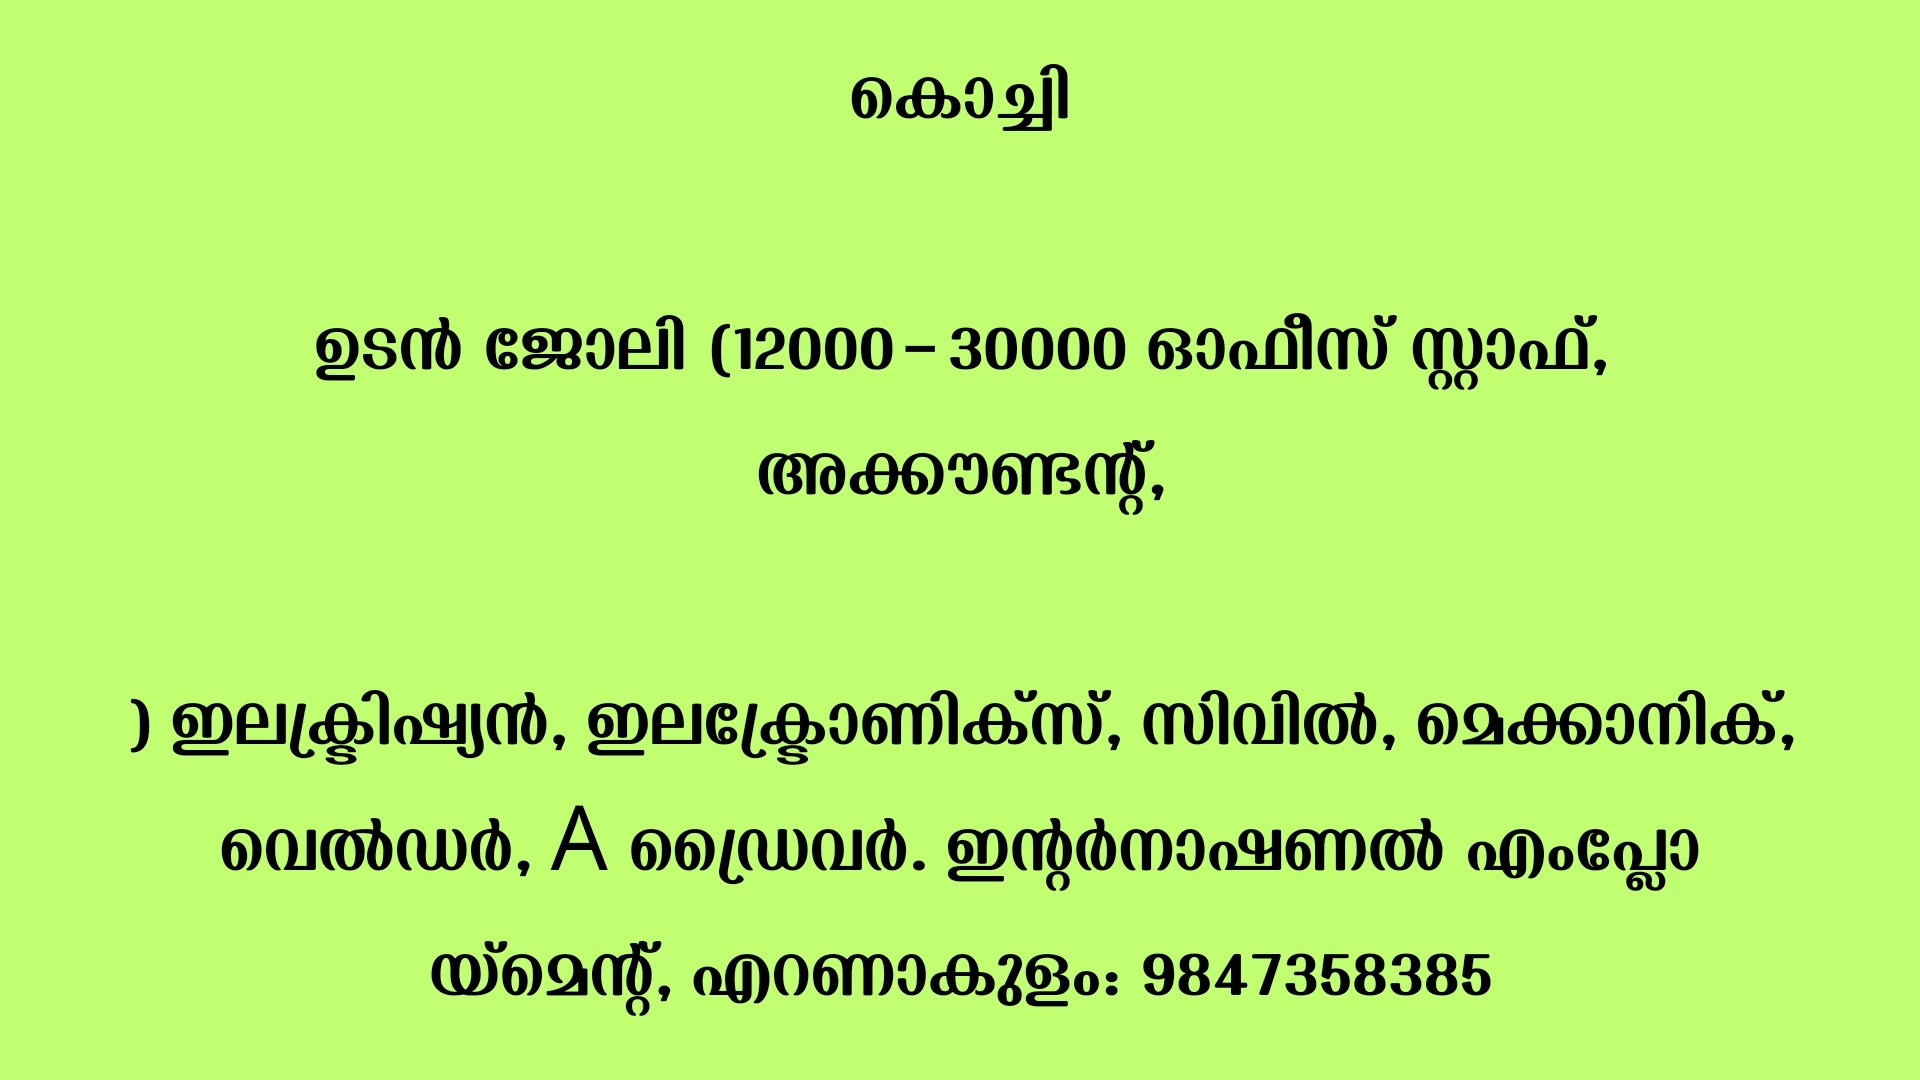 കൊച്ചി
ഉടൻ ജോലി (12000-30000 ഓഫീസ് സ്റ്റാഫ്,
അക്കൗണ്ടന്റ്,
) ഇലക്ട്രിഷ്യൻ, ഇലക്ട്രോണിക്സ്, സിവിൽ, മെക്കാനിക്,
വെൽഡർ, A ഡ്രൈവർ. ഇന്റർനാഷണൽ എംപ്ലോ
യ്മെന്റ്, എറണാകുളം: 9847358385